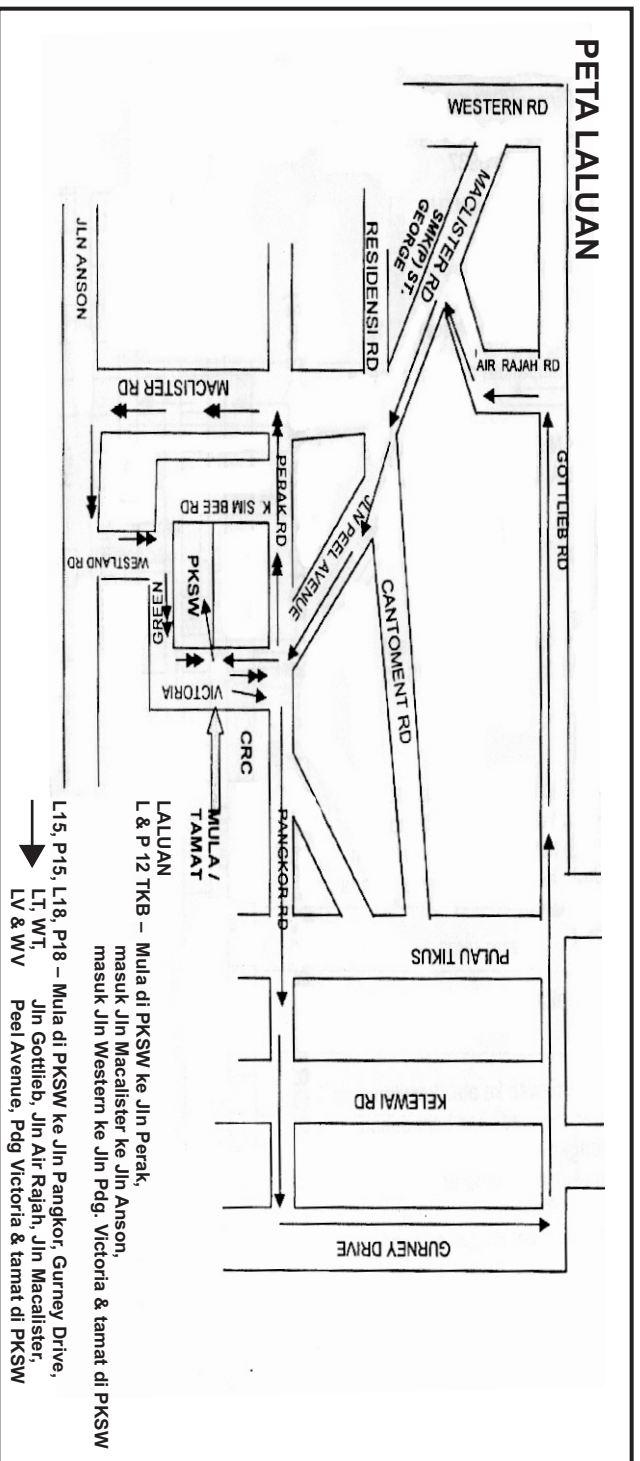 PETA LALUAN
WESTERN RD
MACLISTER RD
SMK(P) ST.
GEORGE
RESIDENSI RD
JLN ANSON
AIR RAJAH RD
GOTTLIEB RD
MACLISTER RD
PERAK RD
K. SIM BEE RD
JLN PEEL AVENUE
CANTOMENT RD
WESTLAND RD
GREEN
PKSW
VICTORIA
CRC
MULA /
TAMAT
PANGKOR RD
PULAU TIKUS
KELEWAI RD
GURNEY DRIVE
LALUAN
L & P 12 TKB – Mula di PKSW ke Jln Perak,
masuk Jln Macalister ke Jln Anson,
masuk Jln Western ke Jln Pdg. Victoria & tamat di PKSW
L15, P15, L18, P18 – Mula di PKSW ke Jln Pangkor, Gurney Drive,
LT, WT, Jln Gottlieb, Jln Air Rajah, Jln Macalister,
LV & WV Peel Avenue, Pdg Victoria & tamat di PKSW